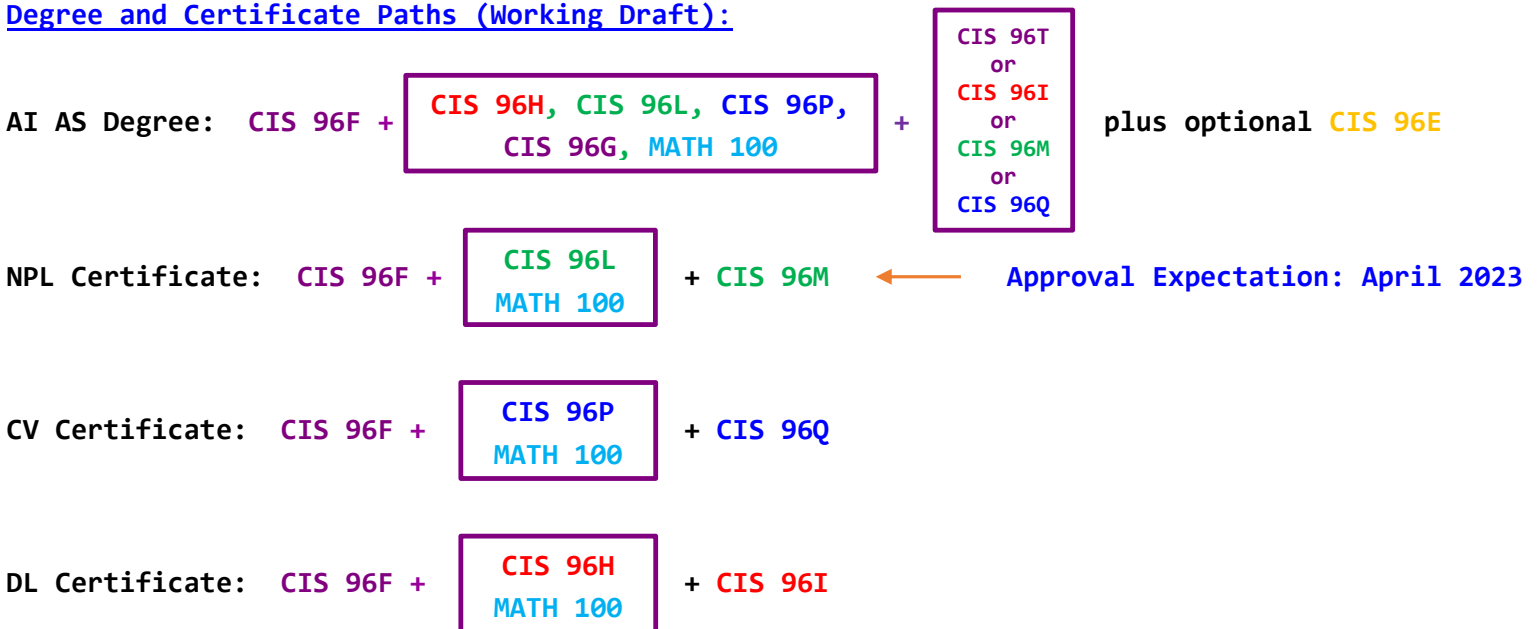 Degree and Certificate Paths (Working Draft):
AI AS Degree: CIS 96F + CIS 96H, CIS 96L, CIS 96P,
CIS 96G, MATH 100
+
CIS 96T
or
CIS 96I
or
CIS 96M
or
CIS 96Q
plus optional CIS 96E
NPL Certificate: CIS 96F +
CIS 96L
MATH 100
+ CIS 96M
Approval Expectation: April 2023
CV Certificate: CIS 96F +
CIS 96P
MATH 100
+ CIS 96Q
DL Certificate: CIS 96F +
CIS 96H
MATH 100
+ CIS 96I